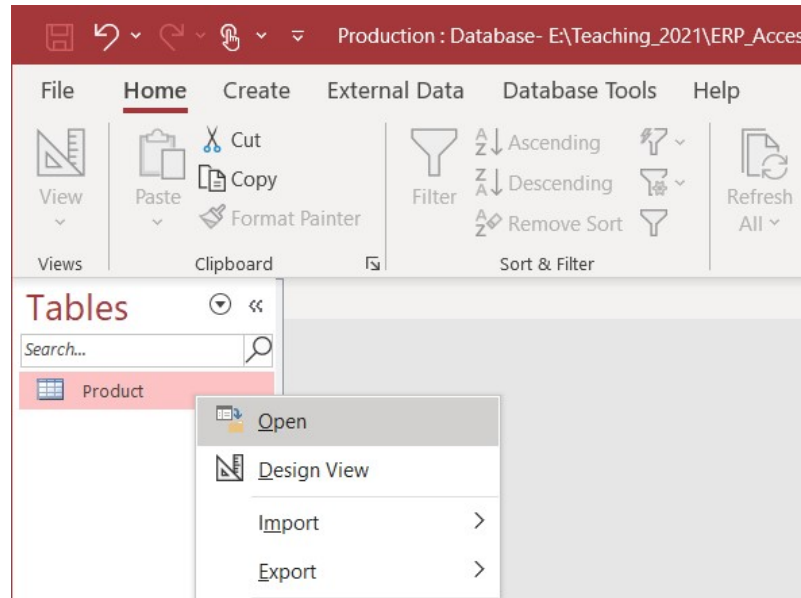 Production : Database- E:\Teaching_2021\ERP_Acces
File Home Create External Data Database Tools Help
View
Paste
Cut
Copy
Format Painter
Filter
Ascending
Descending
Remove Sort
Refresh
All
Views Clipboard Sort & Filter
Tables
Search...
Product
Open
Design View
Import
Export